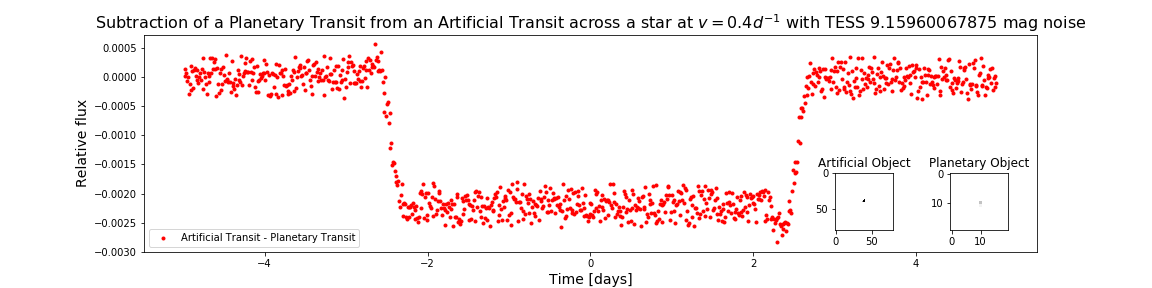 Subtraction of a Planetary Transit from an Artificial Transit across a star at v = 0.4d⁻¹ with TESS 9.15960067875 mag noise
Relative flux
0.0005
0.0000
−0.0005
−0.0010
−0.0015
−0.0020
−0.0025
−0.0030
Artificial Transit - Planetary Transit
Artificial Object
0
50
0 50
Planetary Object
0
10
0 10
−4 −2 0 2 4
Time [days]